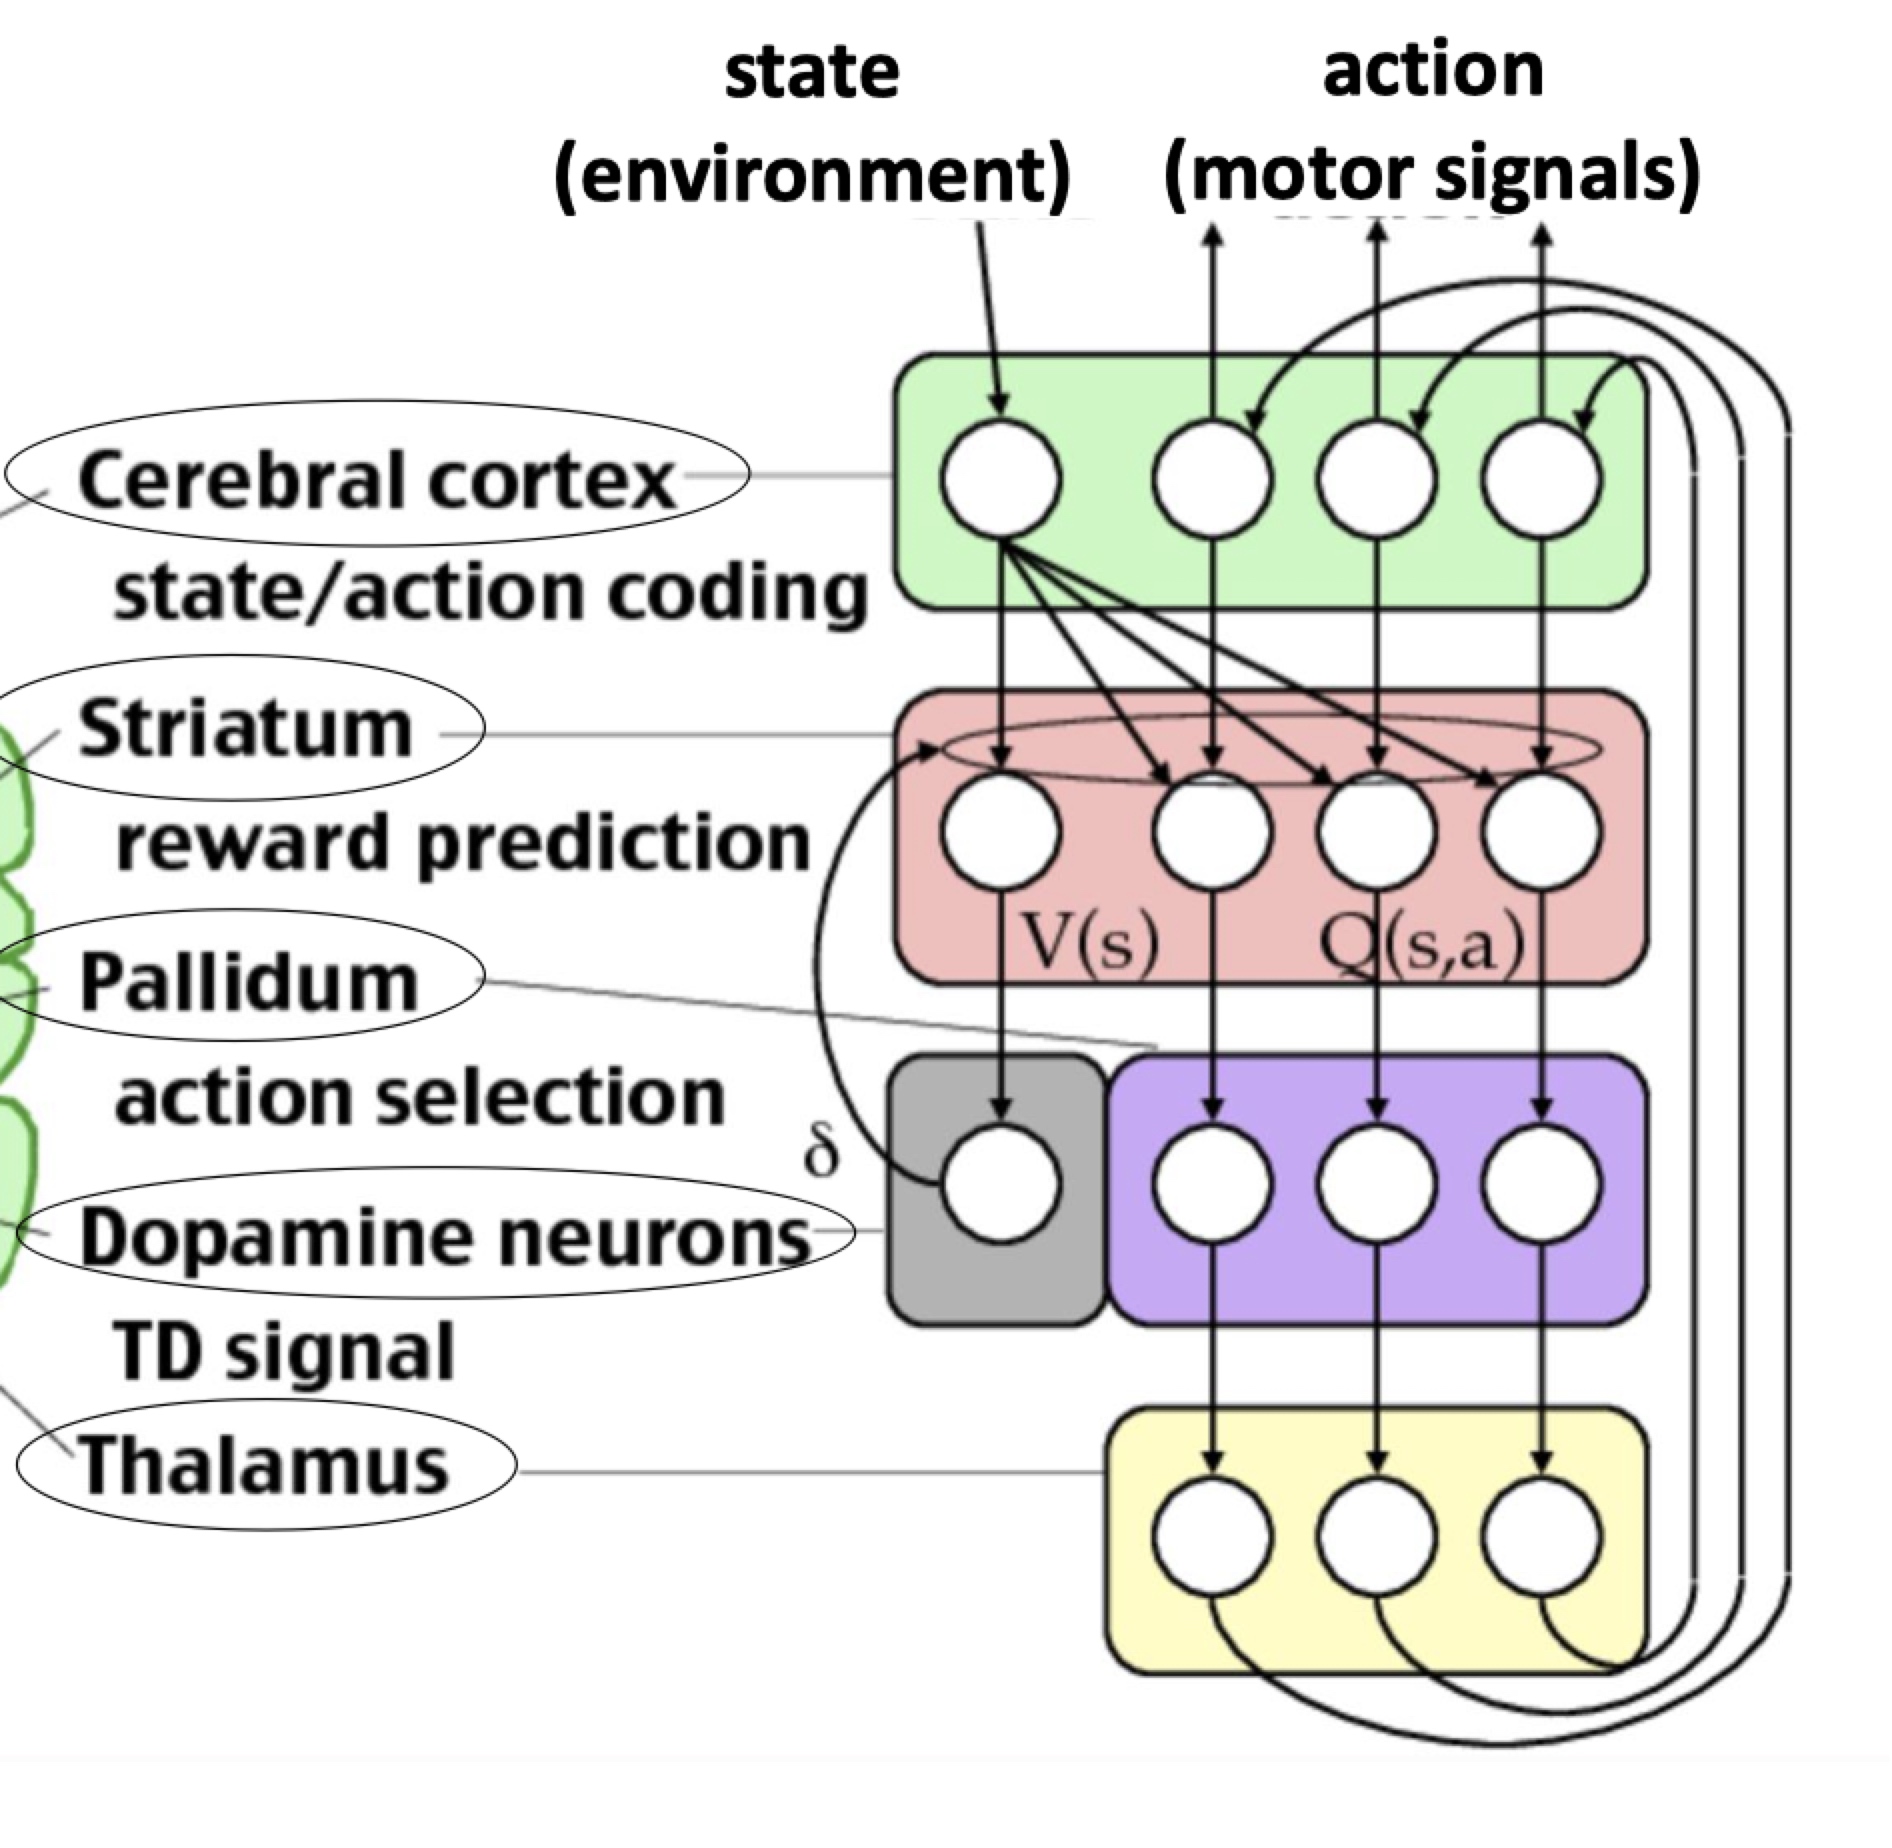 state
(environment)
action
(motor signals)
Cerebral cortex
state/action coding
Striatum
reward prediction
V(s)
Q(s,a)
Pallidum
action selection
δ
Dopamine neurons
TD signal
Thalamus